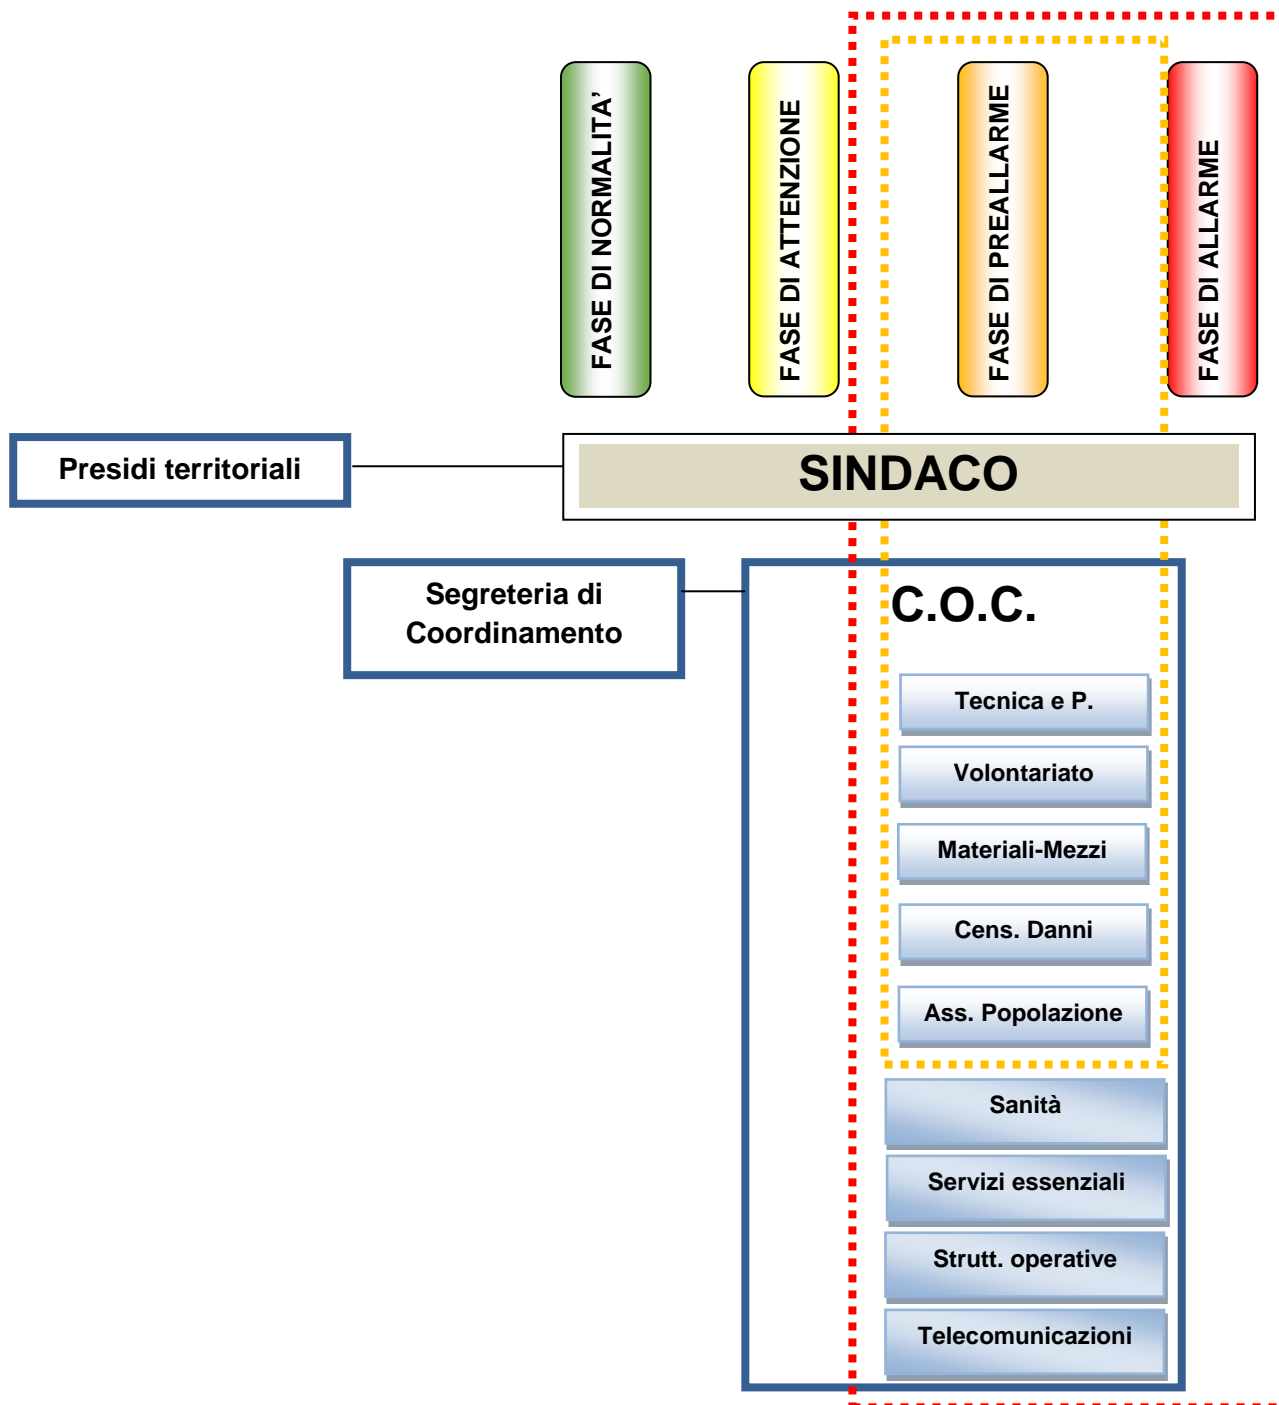 FASE DI NORMALITA’
FASE DI ATTENZIONE
FASE DI PREALLARME
FASE DI ALLARME
Presidi territoriali
SINDACO
Segreteria di
Coordinamento
C.O.C.
Tecnica e P.
Volontariato
Materiali-Mezzi
Cens. Danni
Ass. Popolazione
Sanità
Servizi essenziali
Strutt. operative
Telecomunicazioni